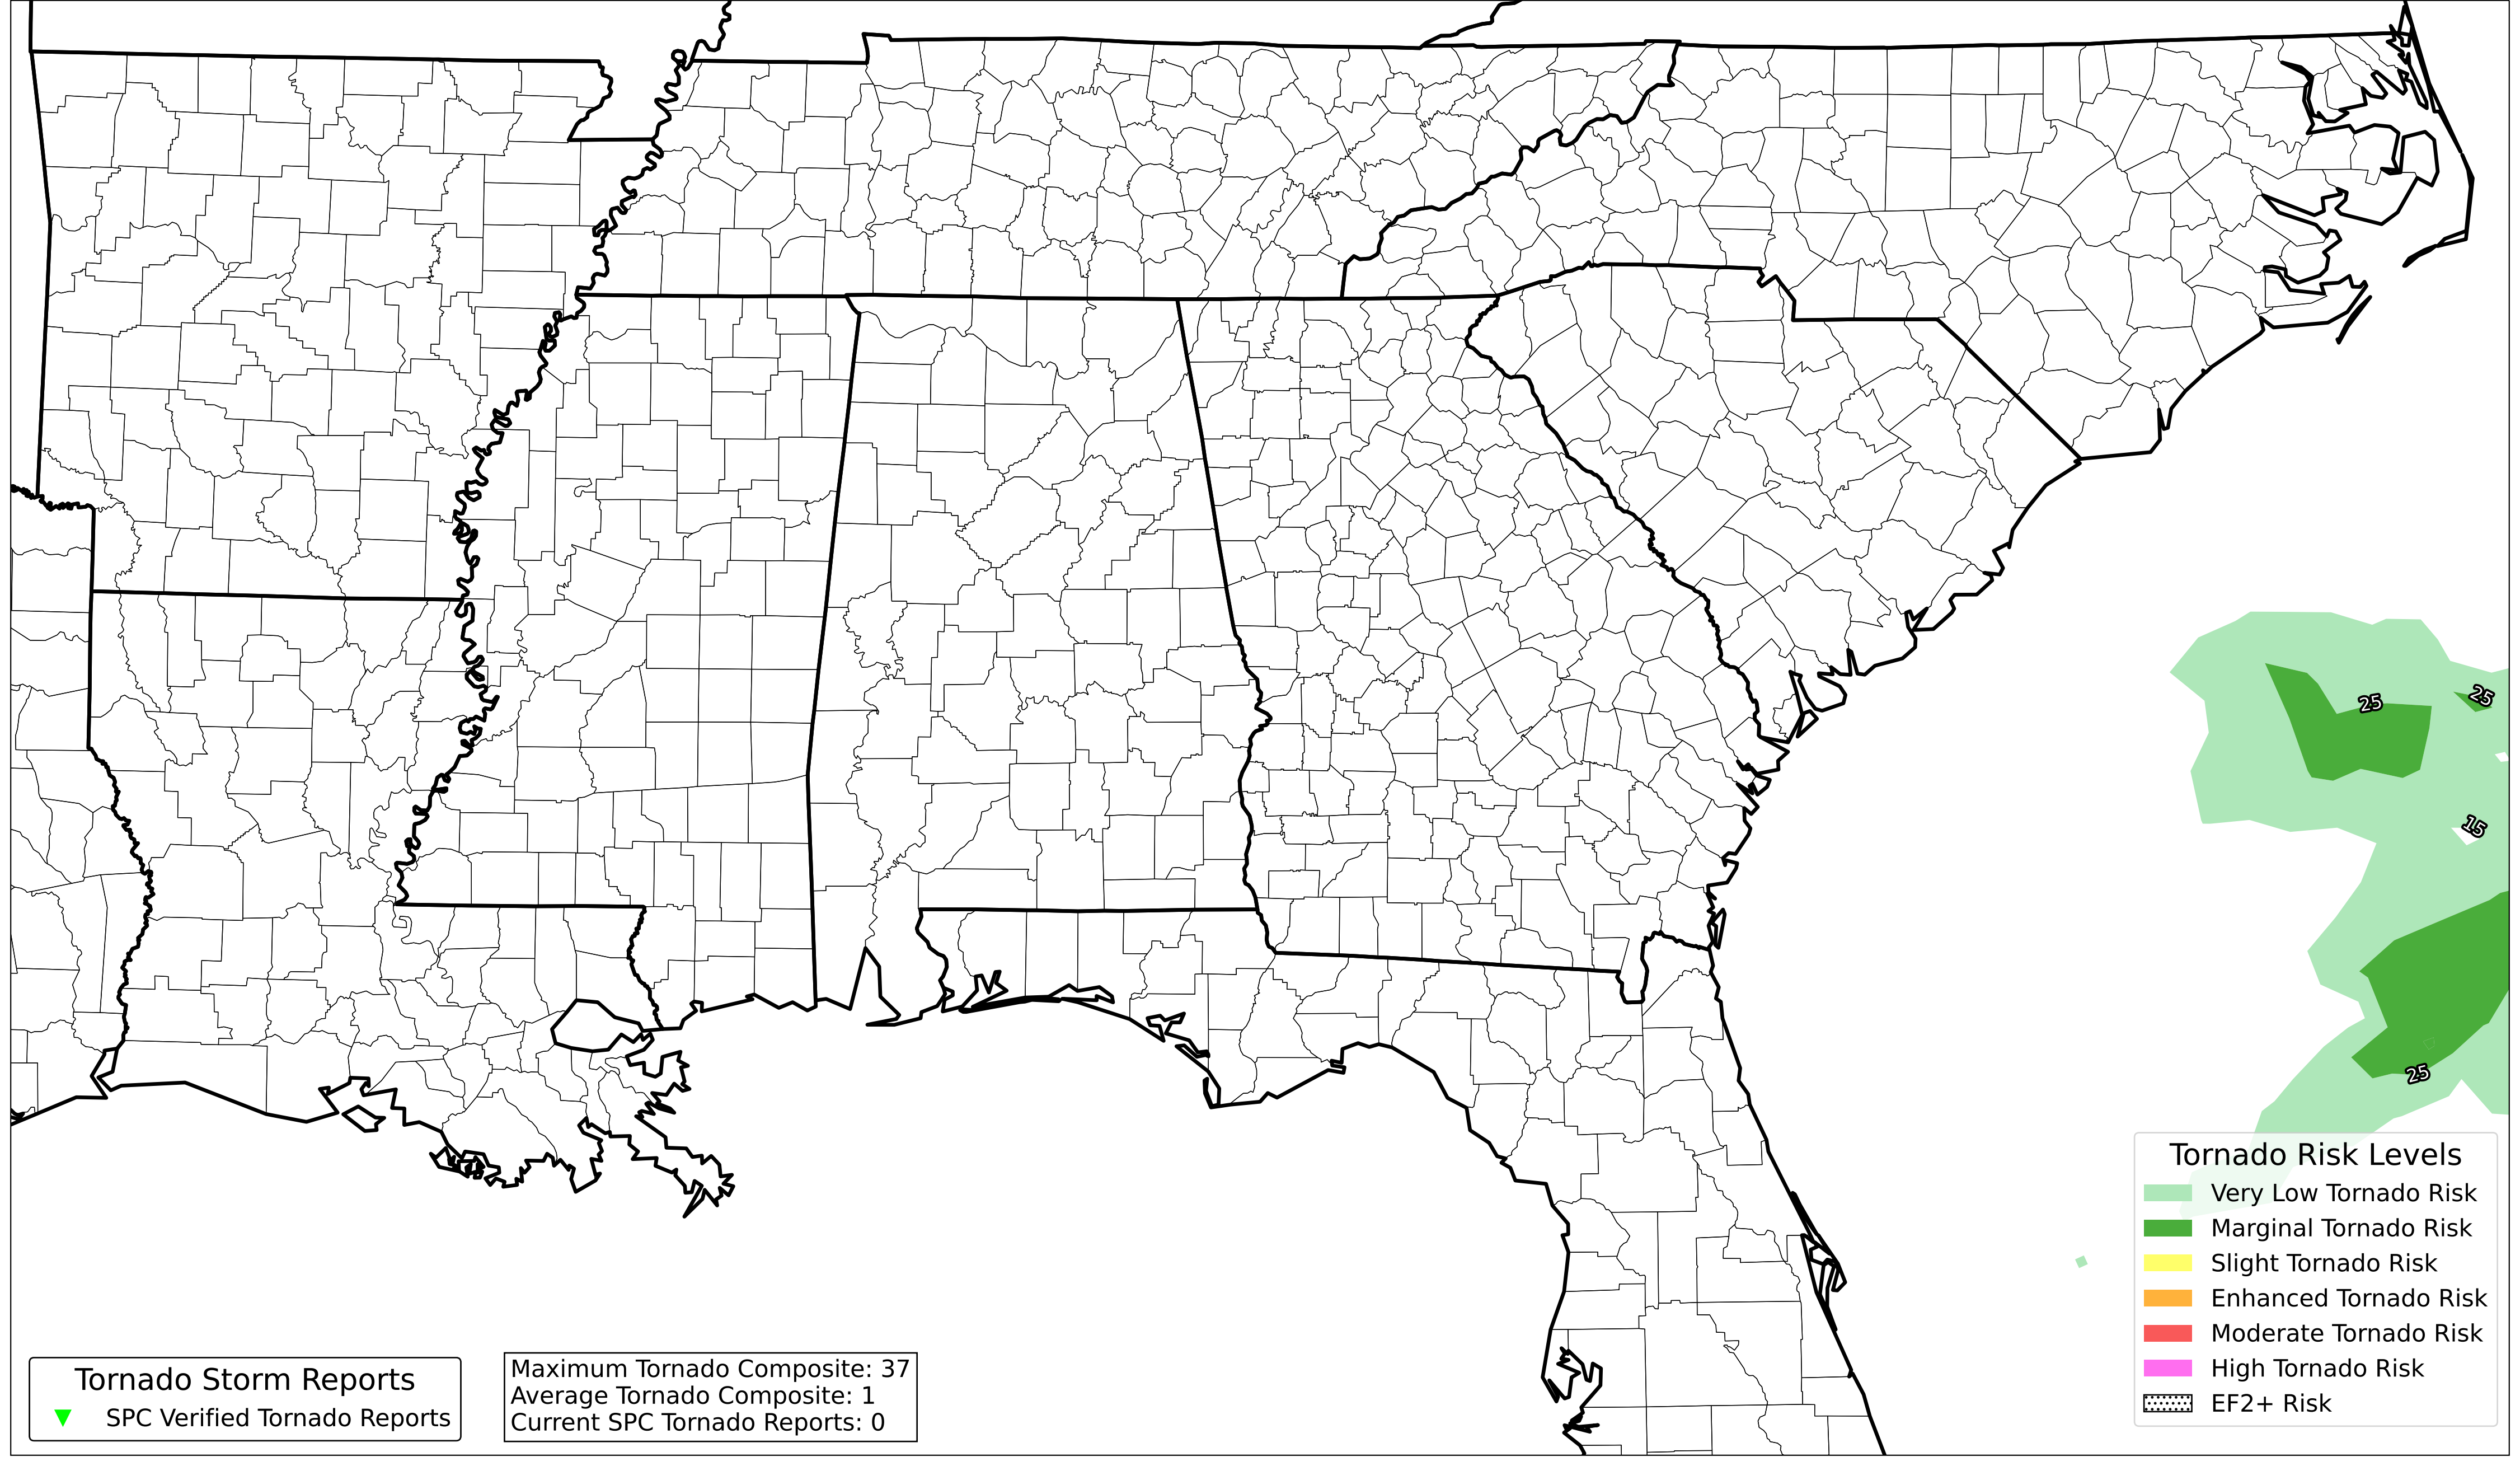 25
25
15
25
Tornado Risk Levels
Very Low Tornado Risk
Marginal Tornado Risk
Slight Tornado Risk
Enhanced Tornado Risk
Moderate Tornado Risk
High Tornado Risk
EF2+ Risk
Tornado Storm Reports
SPC Verified Tornado Reports
Maximum Tornado Composite: 37
Average Tornado Composite: 1
Current SPC Tornado Reports: 0